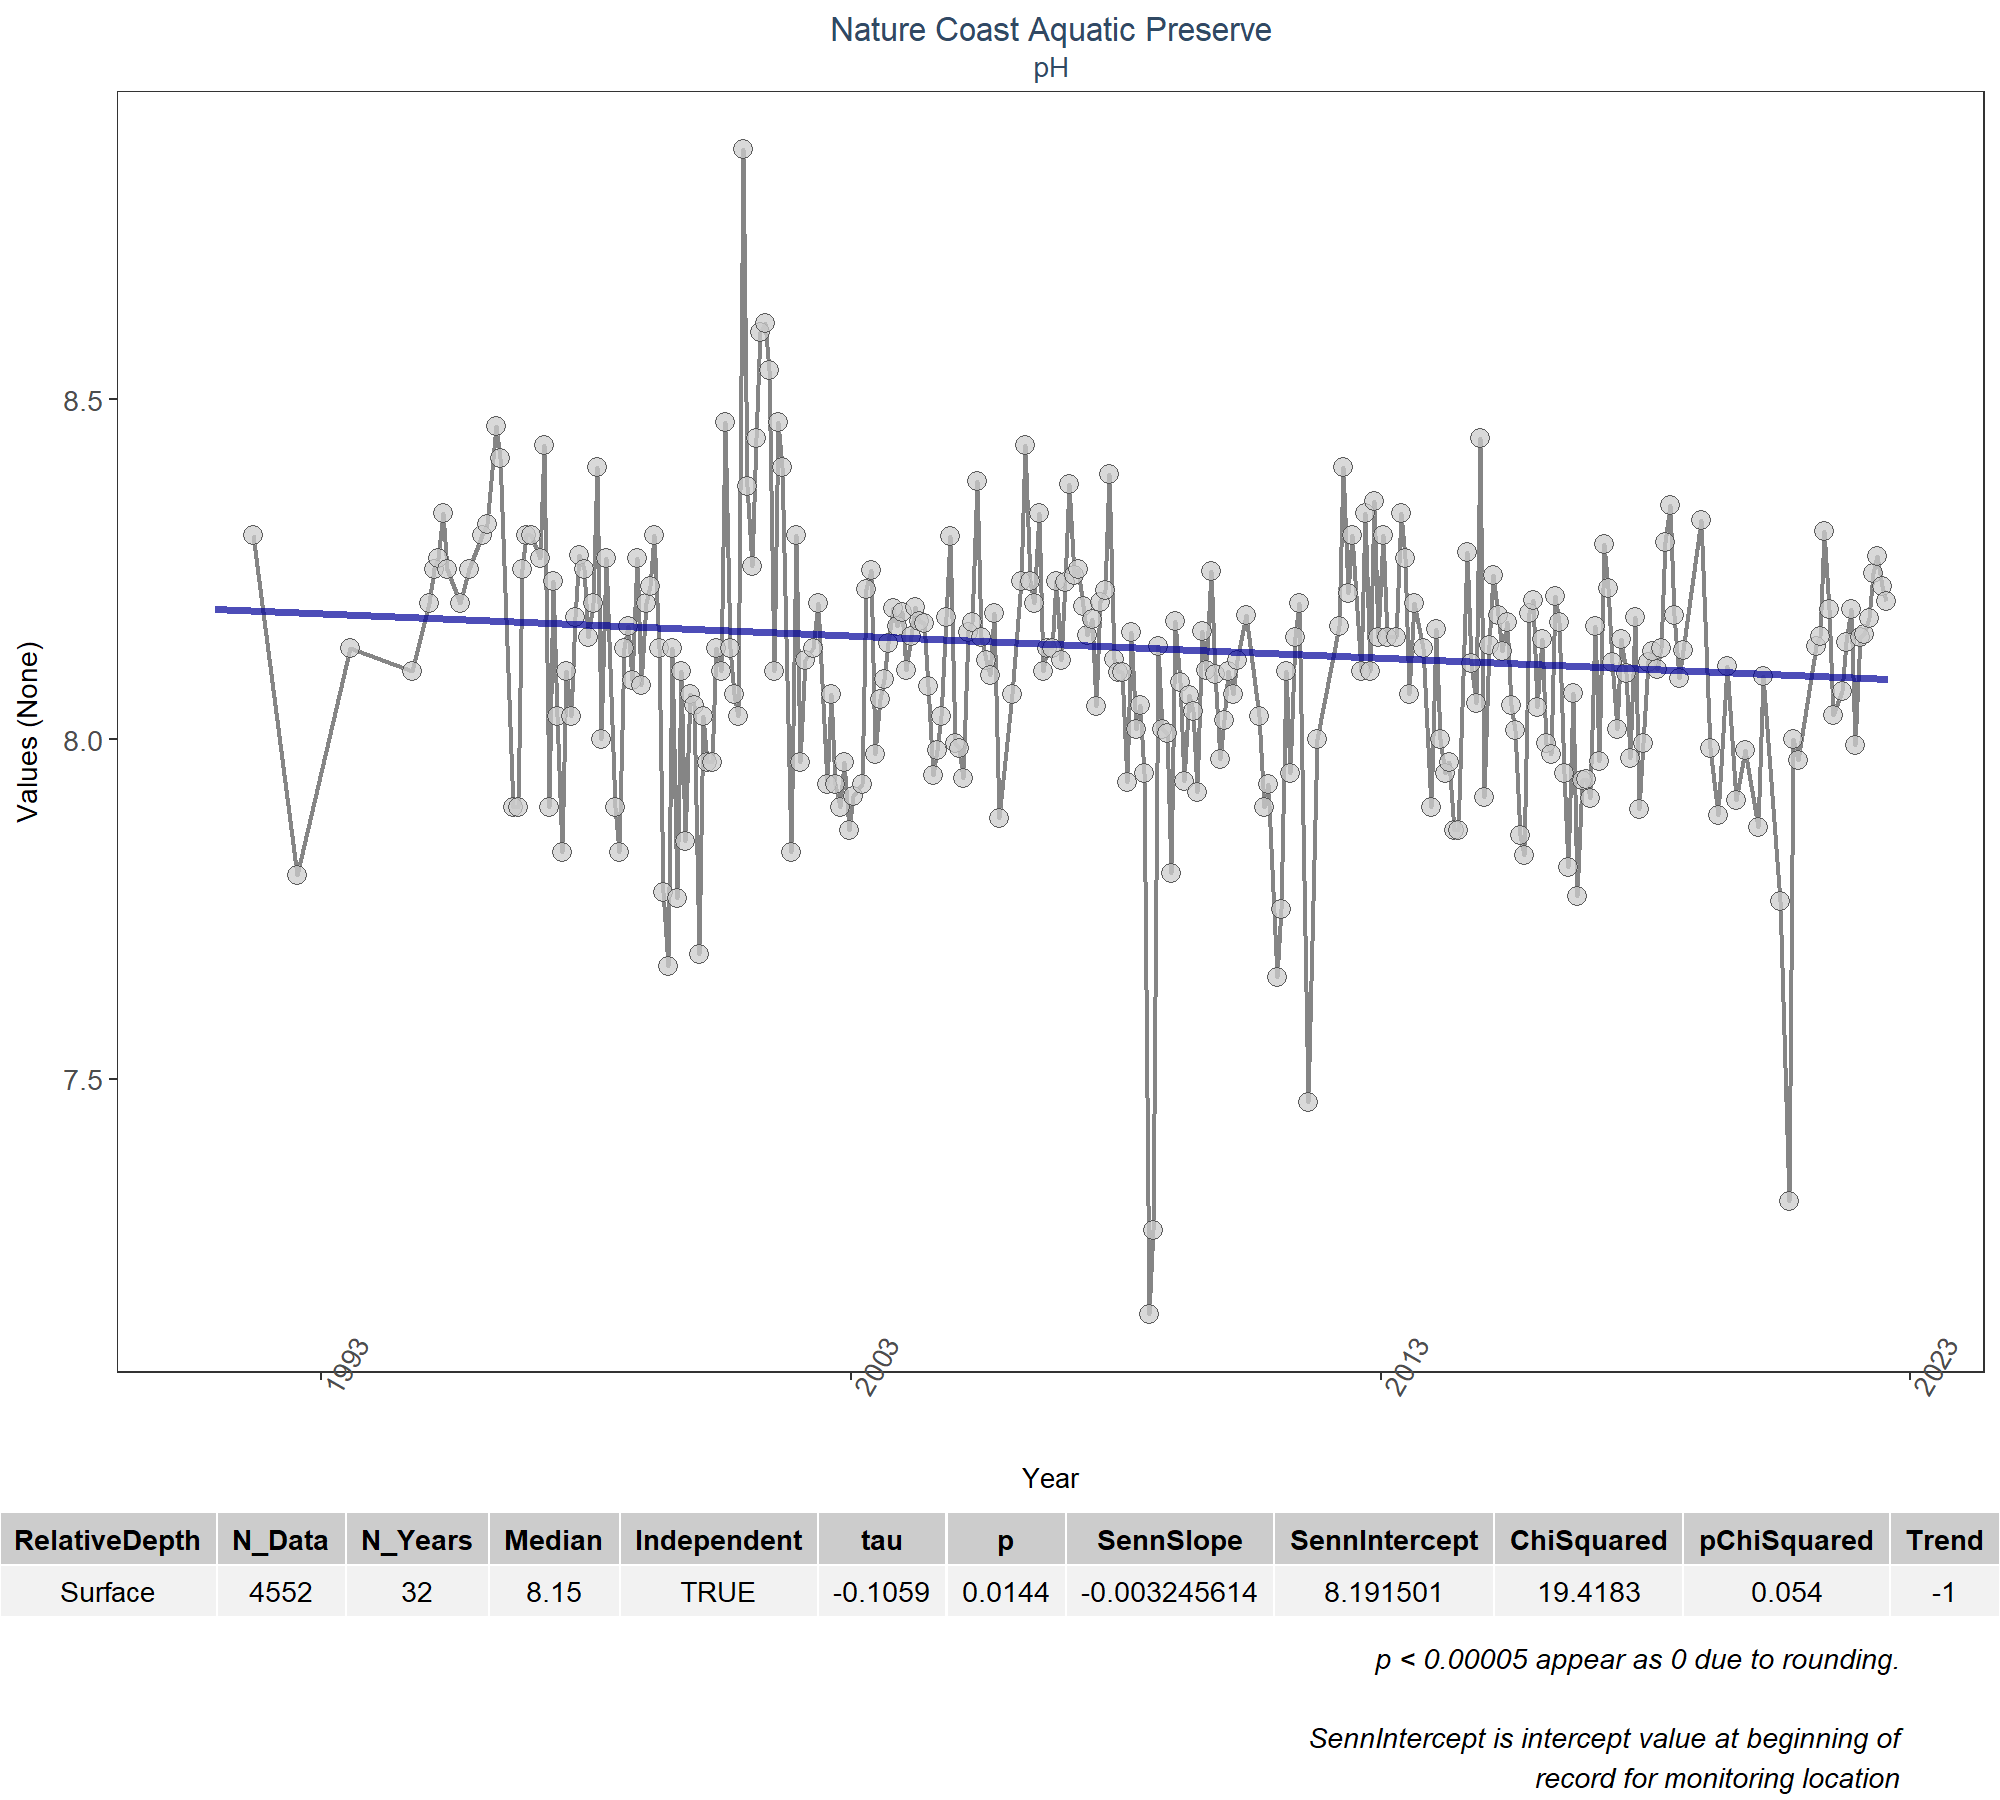 Nature Coast Aquatic Preserve
pH
Values (None)
8.5
8.0
7.5
1993
2003
2013
2023
Year
RelativeDepth N_Data N_Years Median Independent tau p SennSlope SennIntercept ChiSquared pChiSquared Trend
Surface 4552 32 8.15 TRUE -0.1059 0.0144 -0.003245614 8.191501 19.4183 0.054 -1
p < 0.00005 appear as 0 due to rounding.
SennIntercept is intercept value at beginning of
record for monitoring location